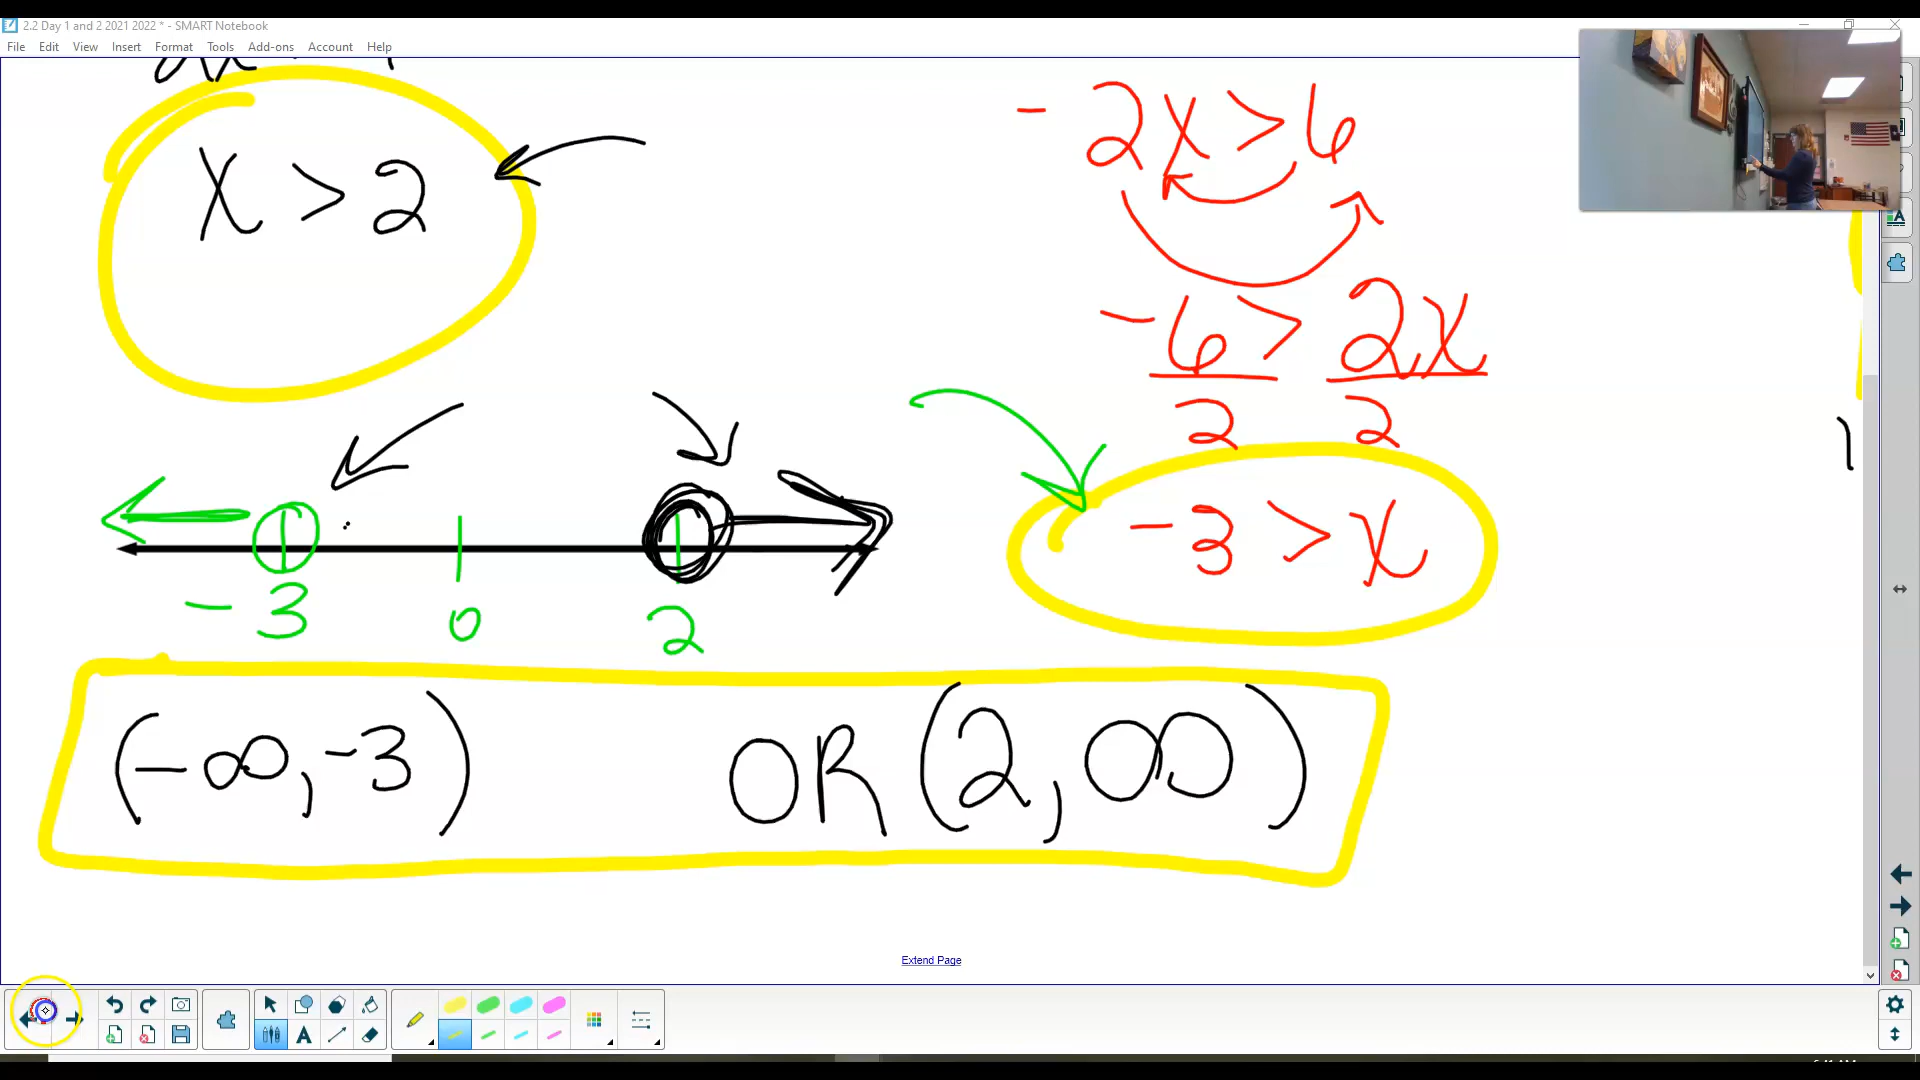 2.2 Day 1 and 2 2021 2022 * - SMART Notebook
File Edit View Insert Format Tools Add-ons Account Help
x > 2
- 2x > 6
-6 > 2x
2 2
-3 > x
-3 0 2
(-∞, -3) OR (2, ∞)
Extend Page